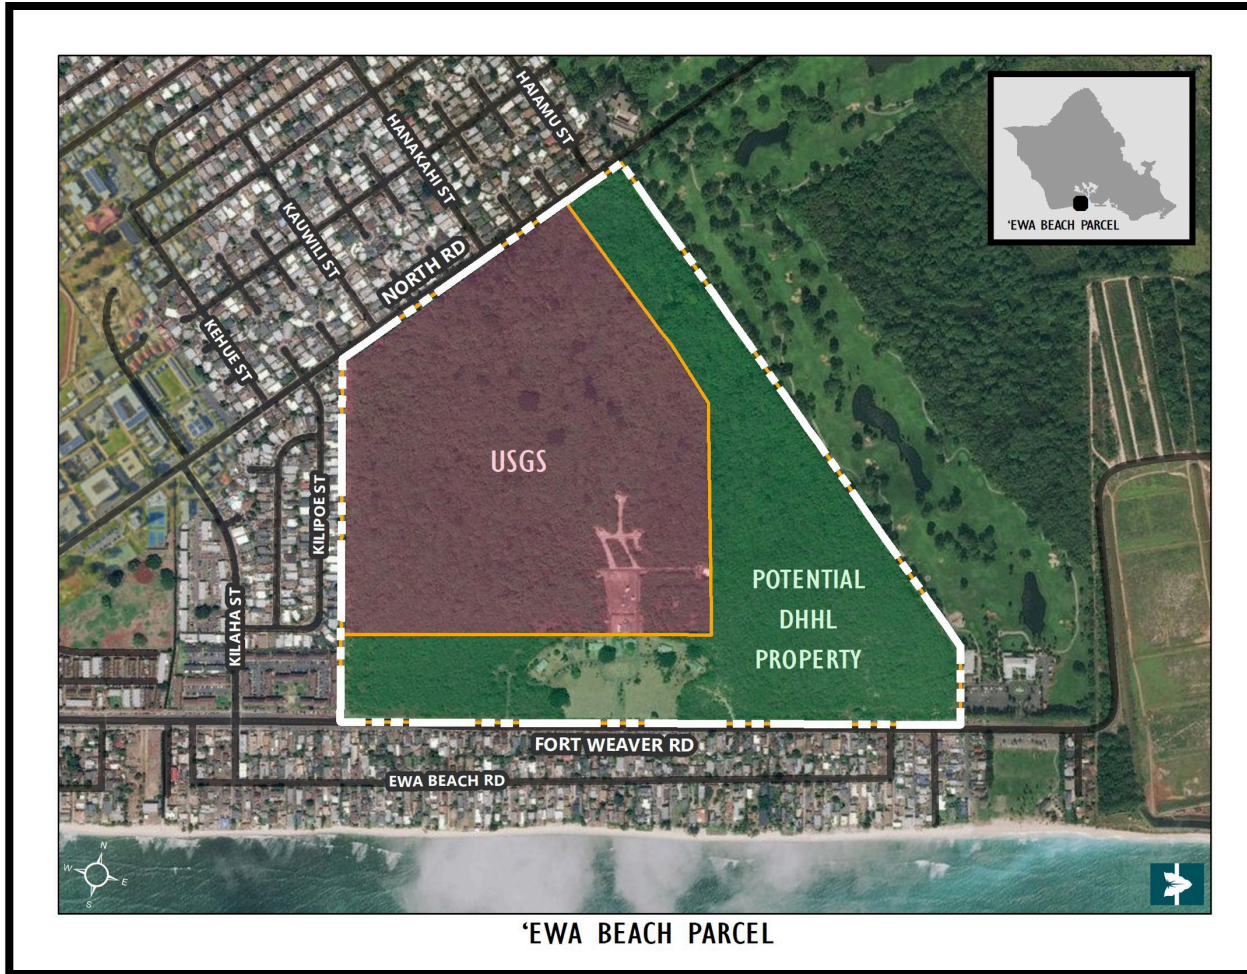 HAIAMU ST
HANAKAHI ST
KAUWILI ST
NORTH RD
KEHUE ST
'EWA BEACH PARCEL
USGS
KILIPOE ST
KILAHA ST
POTENTIAL
DHHL
PROPERTY
FORT WEAVER RD
EWA BEACH RD
N
W
E
S
‘EWA BEACH PARCEL